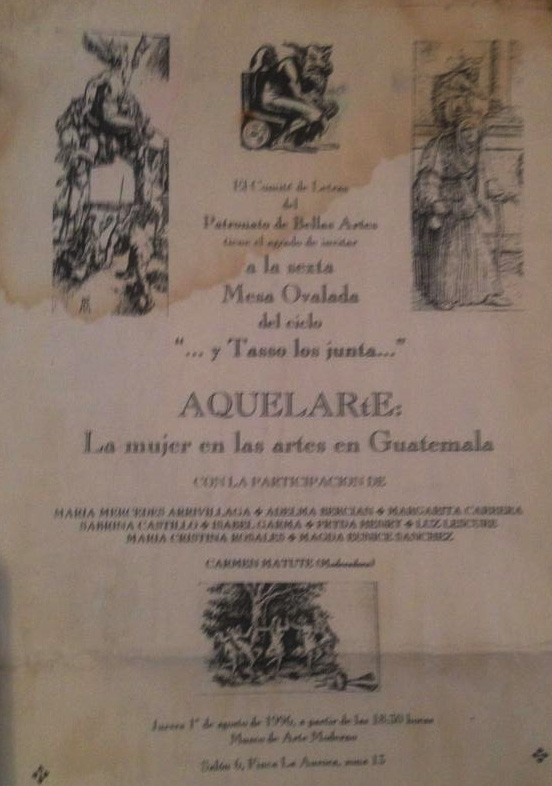 El Comité de Letras
del
Patronato de Bellas Artes
tiene el agrado de invitar
a la sexta
Mesa Ovalada
del ciclo
"... y Tasso los junta..."
AQUELARtE:
La mujer en las artes en Guatemala
CON LA PARTICIPACION DE
MARIA MERCEDES ARRIVILLAGA ❖ ADELMA BERCIAN ❖ MARGARITA CARRERA
SABRINA CASTILLO ❖ ISABEL GARMA ❖ HENRY ❖ LUZ LESCURE
MARIA CRISTINA ROSALES ❖ MAGDA EUNICE SANCHEZ
CARMEN MATUTE (Moderadora)
Jueves 1º de agosto de 1996, a partir de las 18:30 horas
Museo de Arte Moderno
Salón 6, Finca La Aurora, zona 13